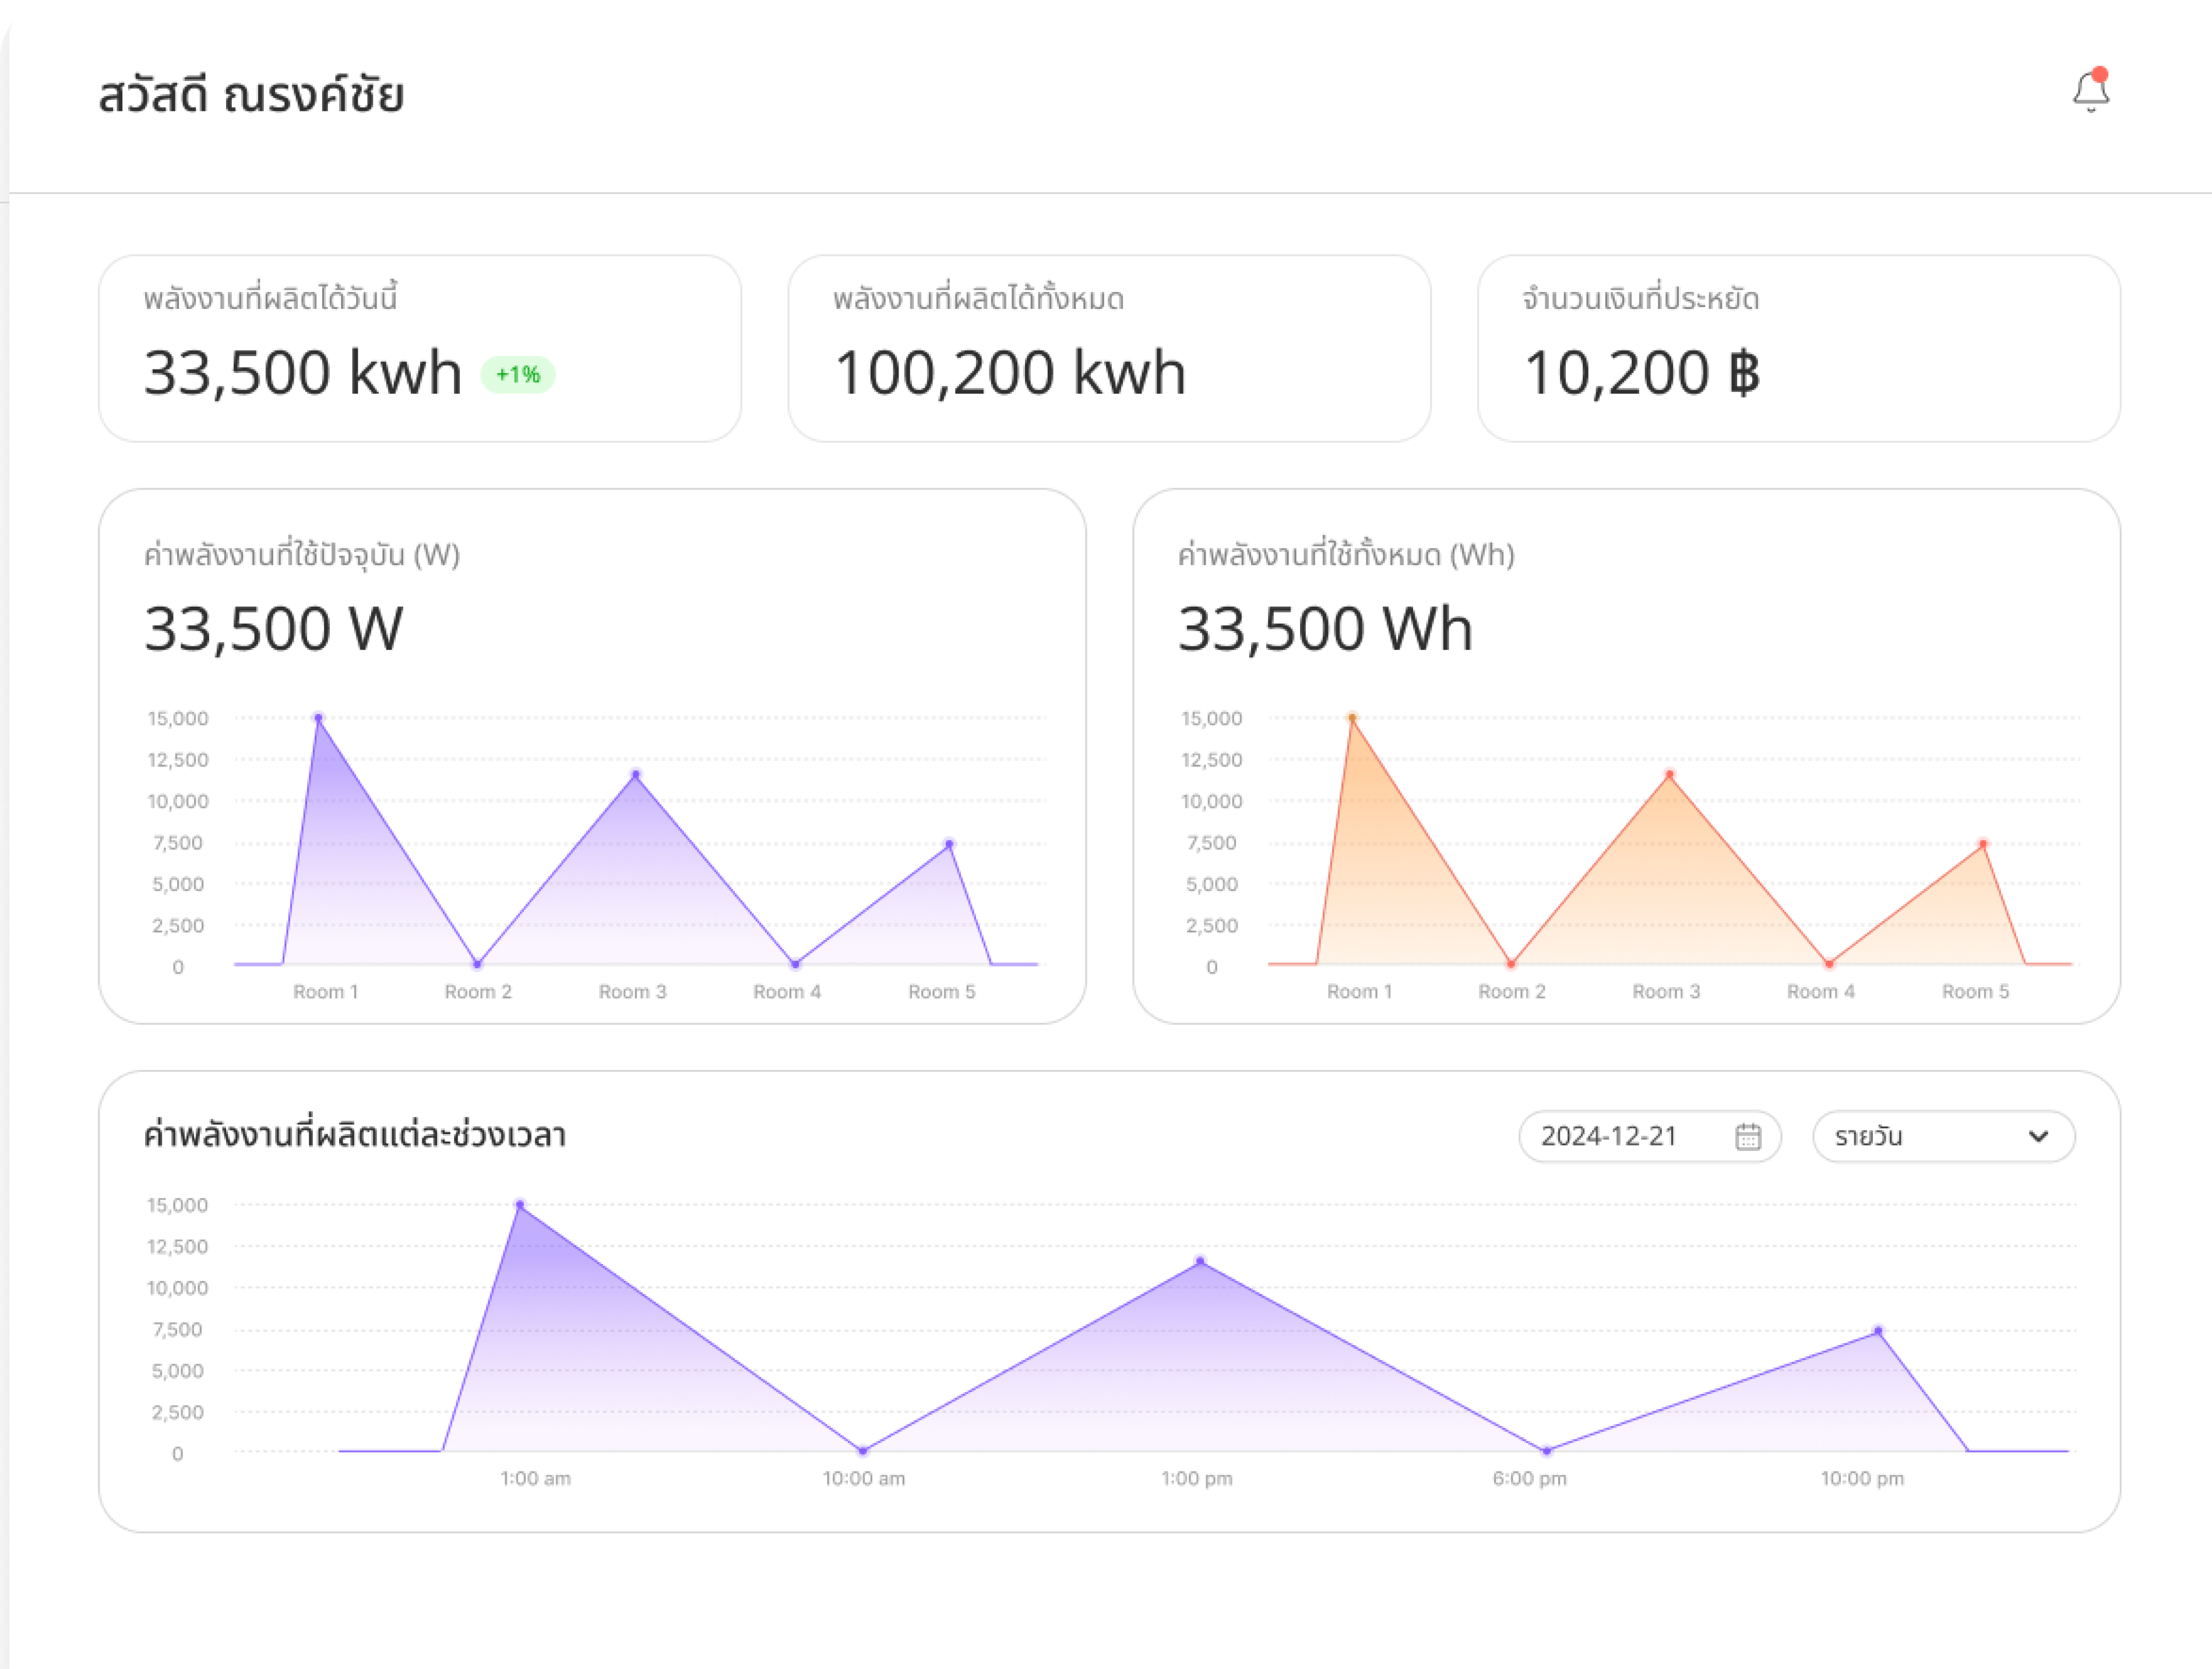 สวัสดี ณรงค์ชัย
พลังงานที่ผลิตได้วันนี้
33,500 kwh +1%
พลังงานที่ผลิตได้ทั้งหมด
100,200 kwh
จำนวนเงินที่ประหยัด
10,200 ฿
ค่าพลังงานที่ใช้ปัจจุบัน (W)
33,500 W
15,000
12,500
10,000
7,500
5,000
2,500
0
Room 1 Room 2 Room 3 Room 4 Room 5
ค่าพลังงานที่ใช้ทั้งหมด (Wh)
33,500 Wh
15,000
12,500
10,000
7,500
5,000
2,500
0
Room 1 Room 2 Room 3 Room 4 Room 5
ค่าพลังงานที่ผลิตแต่ละช่วงเวลา
2024-12-21
รายวัน
15,000
12,500
10,000
7,500
5,000
2,500
0
1:00 am 10:00 am 1:00 pm 6:00 pm 10:00 pm